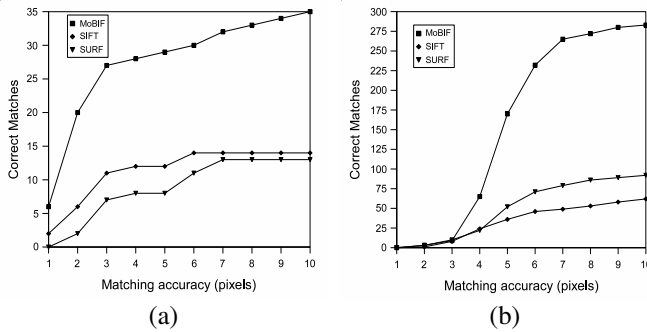 35
30
25
20
15
10
5
0
Correct Matches
MoBIF
SIFT
SURF
1 2 3 4 5 6 7 8 9 10
Matching accuracy (pixels)
(a)
300
275
250
225
200
175
150
125
100
75
50
25
0
Correct Matches
MoBIF
SIFT
SURF
1 2 3 4 5 6 7 8 9 10
Matching accuracy (pixels)
(b)